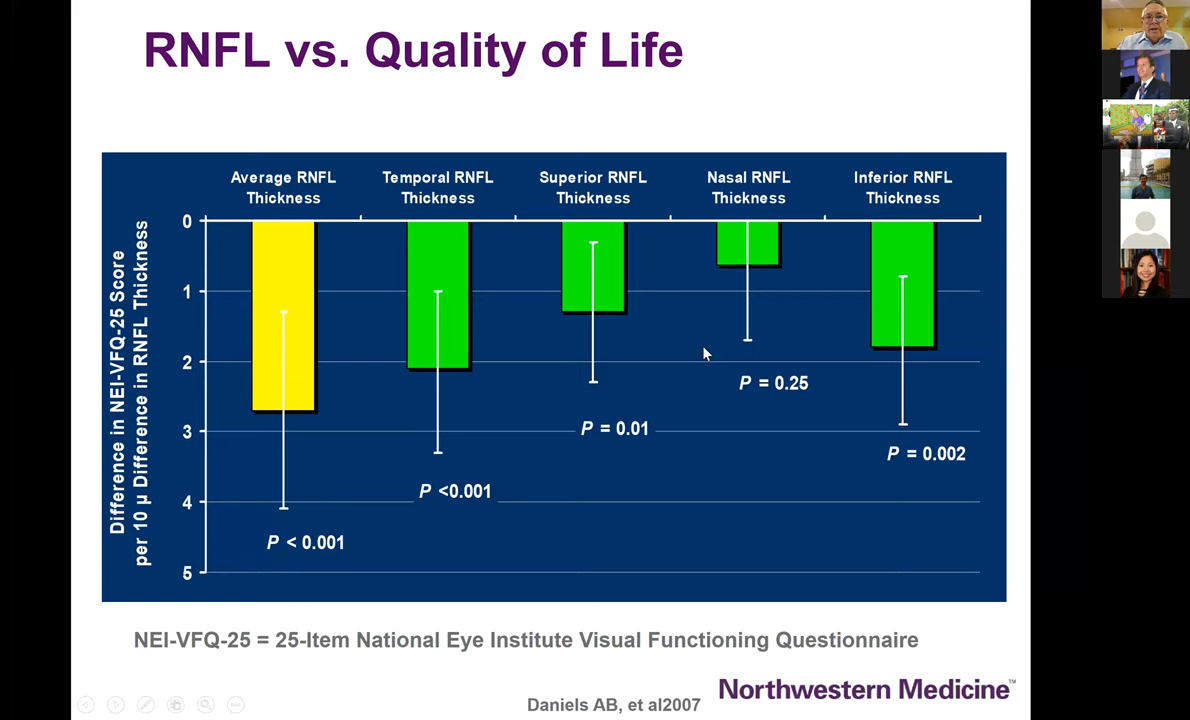 RNFL vs. Quality of Life
Average RNFL
Thickness
Temporal RNFL
Thickness
Superior RNFL
Thickness
Nasal RNFL
Thickness
Inferior RNFL
Thickness
Difference in NEI-VFQ-25 Score
per 10 µ Difference in RNFL Thickness
0
1
2
3
4
5
P < 0.001
P <0.001
P = 0.01
P = 0.25
P = 0.002
NEI-VFQ-25 = 25-Item National Eye Institute Visual Functioning Questionnaire
Daniels AB, et al2007
Northwestern Medicine™